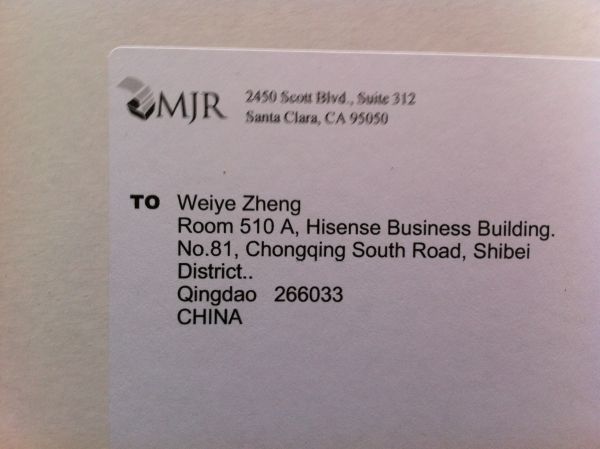 MJR
2450 Scott Blvd., Suite 312
Santa Clara, CA 95050
TO Weiye Zheng
Room 510 A, Hisense Business Building.
No.81, Chongqing South Road, Shibei
District..
Qingdao 266033
CHINA